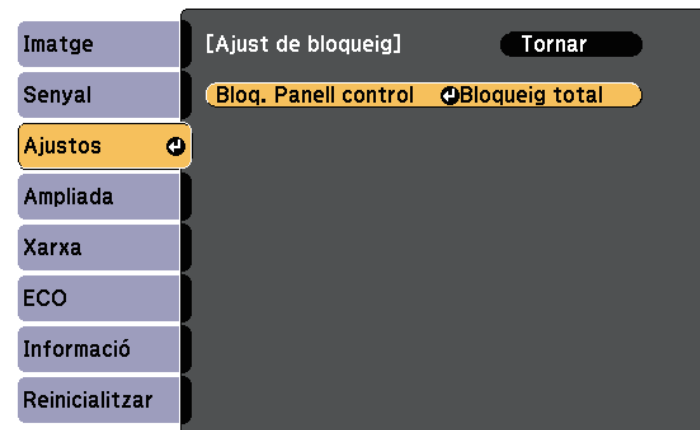 Imatge
Senyal
Ajustos
Ampliada
Xarxa
ECO
Informació
Reinicialitzar
[Ajust de bloqueig] Tornar
Bloq. Panell control Bloqueig total